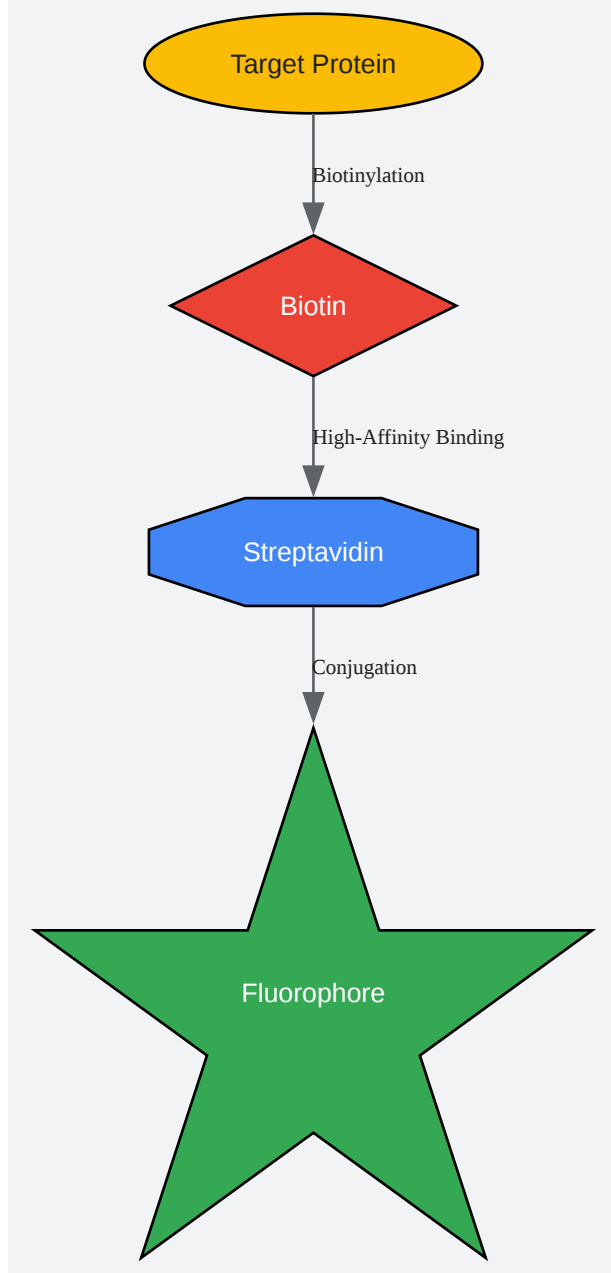 Target Protein
Biotinylation
Biotin
High-Affinity Binding
Streptavidin
Conjugation
Fluorophore